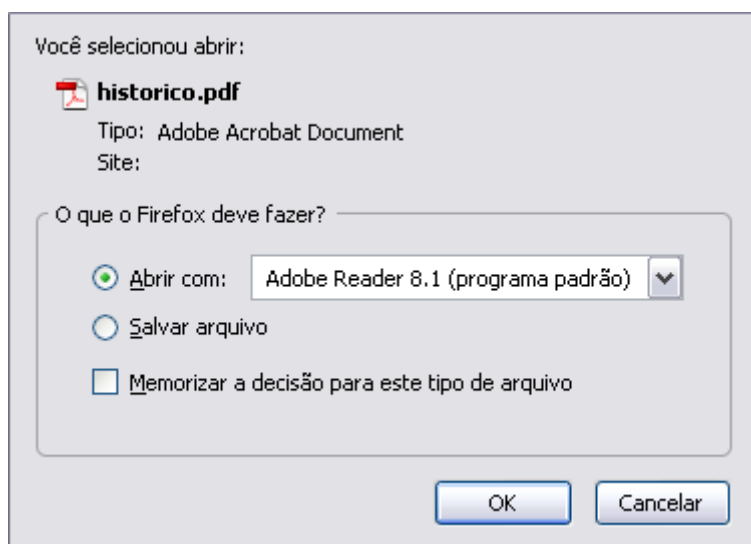 Você selecionou abrir:
historico.pdf
Tipo: Adobe Acrobat Document
Site:
O que o Firefox deve fazer?
Abrir com: Adobe Reader 8.1 (programa padrão)
Salvar arquivo
Memorizar a decisão para este tipo de arquivo
OK Cancelar